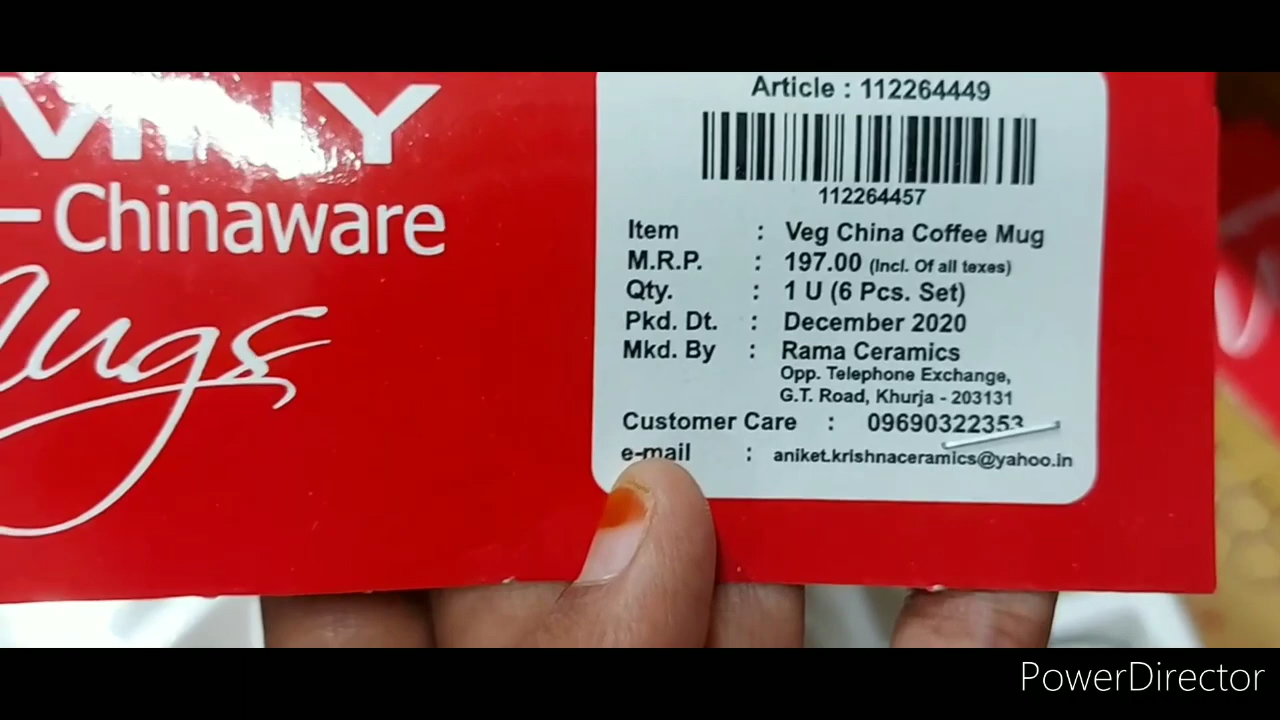 Chinaware
Mugs
Article : 112264449
112264457
Item : Veg China Coffee Mug
M.R.P. : 197.00 (Incl. Of all texes)
Qty. : 1 U (6 Pcs. Set)
Pkd. Dt. : December 2020
Mkd. By : Rama Ceramics
Opp. Telephone Exchange,
G.T. Road, Khurja - 203131
Customer Care : 09690322353
e-mail : aniket.krishnaceramics@yahoo.in
PowerDirector